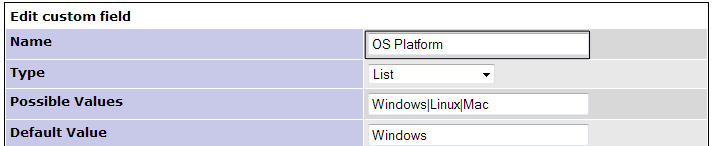 Edit custom field
Name OS Platform
Type List
Possible Values Windows|Linux|Mac
Default Value Windows